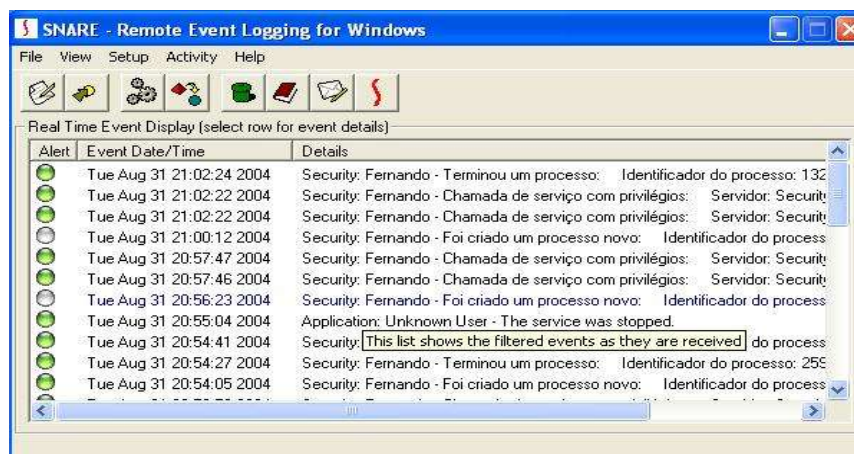 SNARE - Remote Event Logging for Windows
File View Setup Activity Help
Real Time Event Display (select row for event details)
Alert Event Date/Time Details
Tue Aug 31 21:02:24 2004 Security: Fernando - Terminou um processo: Identificador do processo: 132
Tue Aug 31 21:02:22 2004 Security: Fernando - Chamada de serviço com privilégios: Servidor: Securit
Tue Aug 31 21:02:22 2004 Security: Fernando - Chamada de serviço com privilégios: Servidor: Securit
Tue Aug 31 21:00:12 2004 Security: Fernando - Foi criado um processo novo: Identificador do process
Tue Aug 31 20:57:47 2004 Security: Fernando - Chamada de serviço com privilégios: Servidor: Securit
Tue Aug 31 20:57:46 2004 Security: Fernando - Chamada de serviço com privilégios: Servidor: Securit
Tue Aug 31 20:56:23 2004 Security: Fernando - Foi criado um processo novo: Identificador do process
Tue Aug 31 20:55:04 2004 Application: Unknown User - The service was stopped.
Tue Aug 31 20:54:41 2004 Security: This list shows the filtered events as they are received do process
Tue Aug 31 20:54:27 2004 Security: Fernando - Terminou um processo: Identificador do processo: 259
Tue Aug 31 20:54:05 2004 Security: Fernando - Foi criado um processo novo: Identificador do process